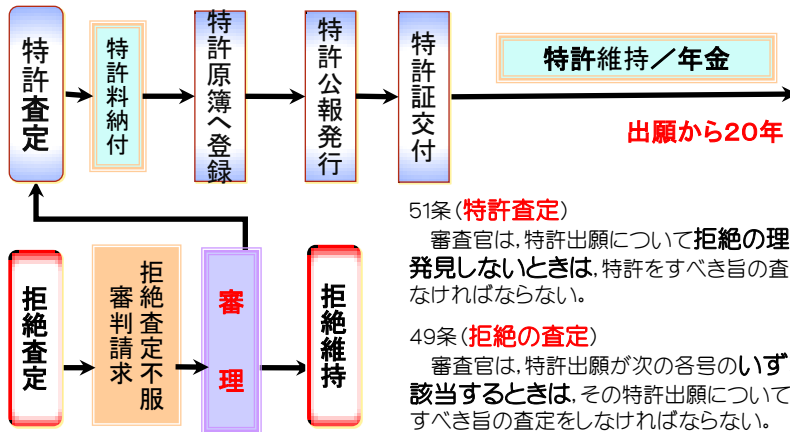 特許査定
特許料納付
特許原簿へ登録
特許公報発行
特許証交付
特許維持／年金
出願から20年
拒絶査定
拒絶査定不服
審判請求
審理
拒絶維持
51条(特許査定)
審査官は,特許出願について拒絶の理
発見しないときは,特許をすべき旨の査
なければならない。
49条(拒絶の査定)
審査官は,特許出願が次の各号のいず
該当するときは,その特許出願について
すべき旨の査定をしなければならない。